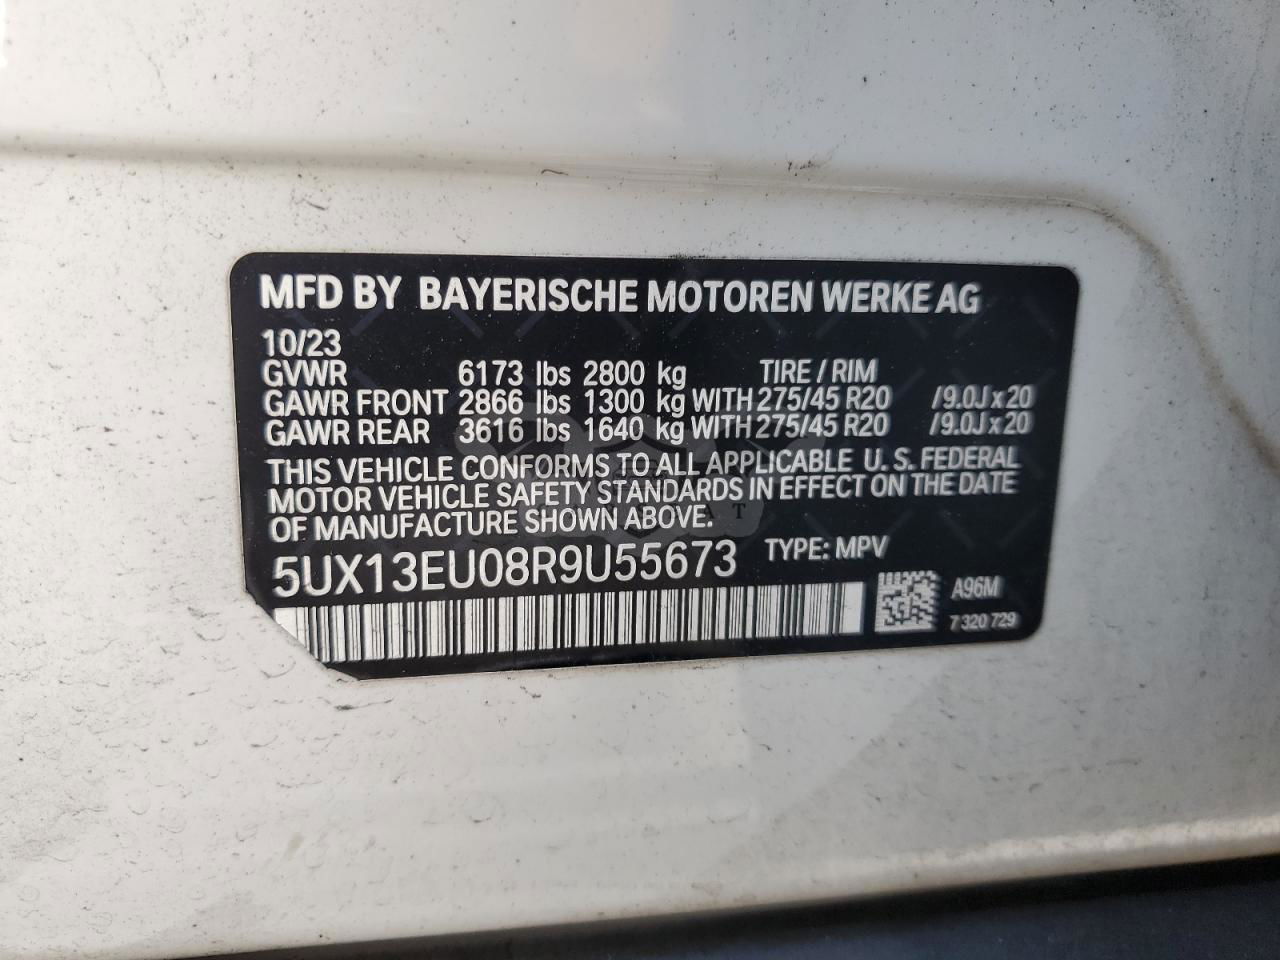 MFD BY BAYERISCHE MOTOREN WERKE AG
10/23
GVWR 6173 lbs 2800 kg TIRE / RIM
GAWR FRONT 2866 lbs 1300 kg WITH 275/45 R20 /9.0J x 20
GAWR REAR 3616 lbs 1640 kg WITH 275/45 R20 /9.0J x 20
THIS VEHICLE CONFORMS TO ALL APPLICABLE U. S. FEDERAL
MOTOR VEHICLE SAFETY STANDARDS IN EFFECT ON THE DATE
OF MANUFACTURE SHOWN ABOVE.
5UX13EU08R9U55673 TYPE: MPV
A96M
7 320 729